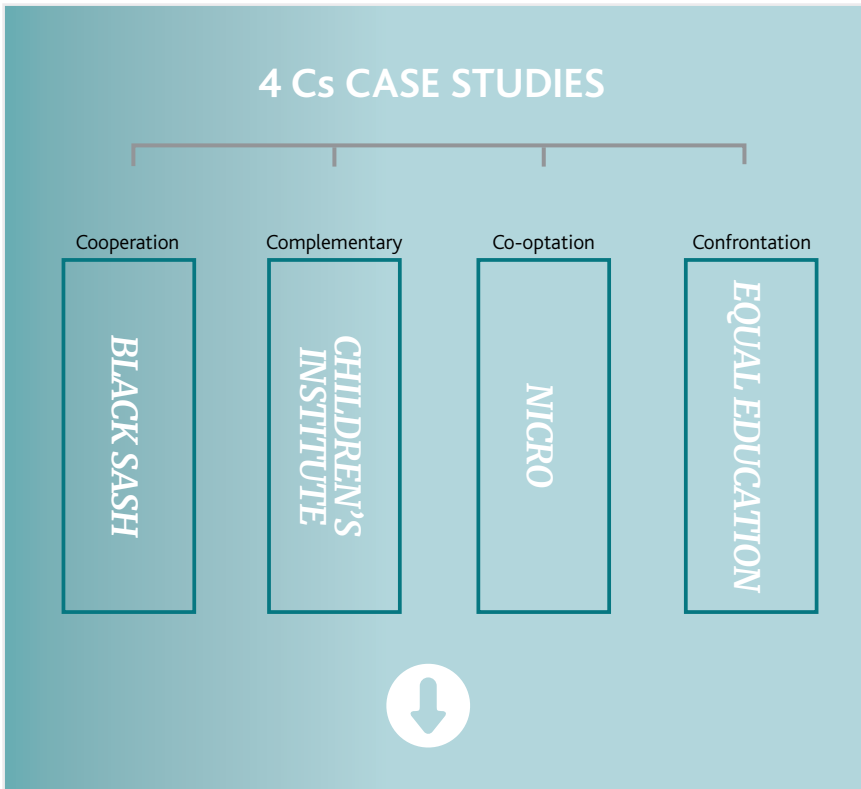 4 Cs CASE STUDIES
Cooperation
Complementary
Co-optation
Confrontation
BLACK SASH
CHILDREN'S
INSTITUTE
NICRO
EQUAL EDUCATION